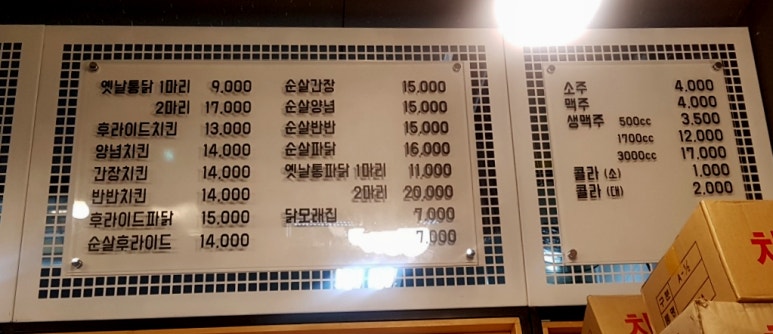 옛날통닭 1마리 9,000
2마리 17,000
후라이드치킨 13,000
양념치킨 14,000
간장치킨 14,000
반반치킨 14,000
후라이드파닭 15,000
순살후라이드 14,000
순살간장 15,000
순살양념 15,000
순살반반 15,000
순살파닭 16,000
옛날통파닭 1마리 11,000
2마리 20,000
닭모래집 7,000
7,000
소주 4,000
맥주 4,000
생맥주 500cc 3,500
1700cc 12,000
3000cc 17,000
콜라 (소) 1,000
콜라 (대) 2,000
구분 A-½